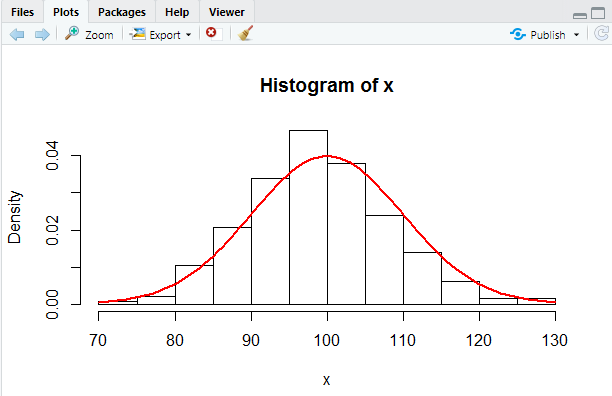 Files Plots Packages Help Viewer
Zoom Export Publish
Histogram of x
Density
0.00 0.02 0.04
70 80 90 100 110 120 130
x